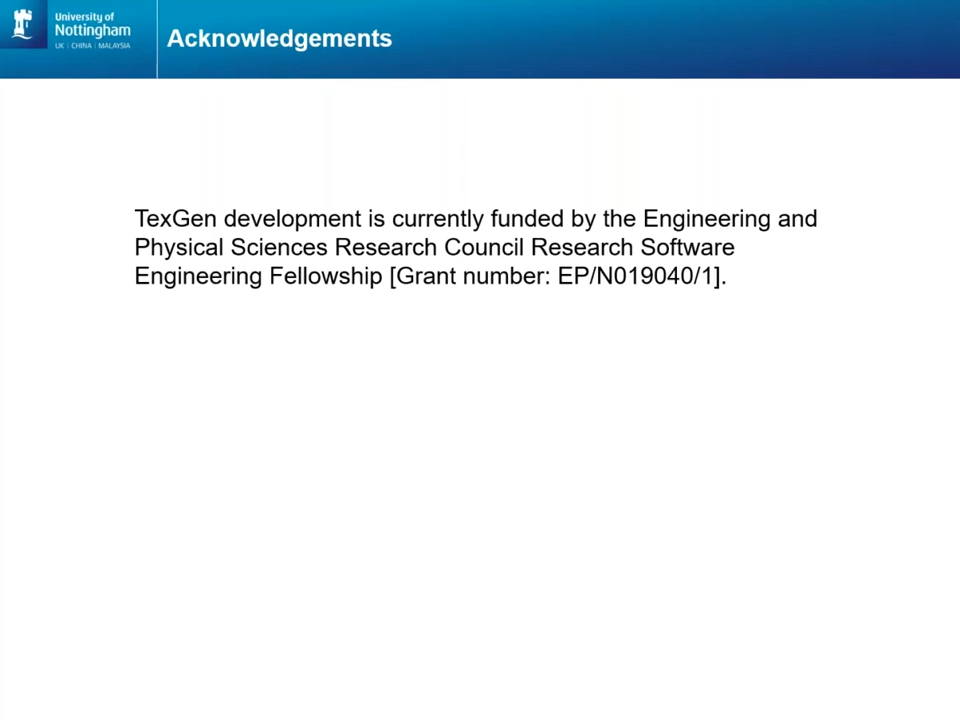 University of
Nottingham
UK | CHINA | MALAYSIA
Acknowledgements
TexGen development is currently funded by the Engineering and
Physical Sciences Research Council Research Software
Engineering Fellowship [Grant number: EP/N019040/1].